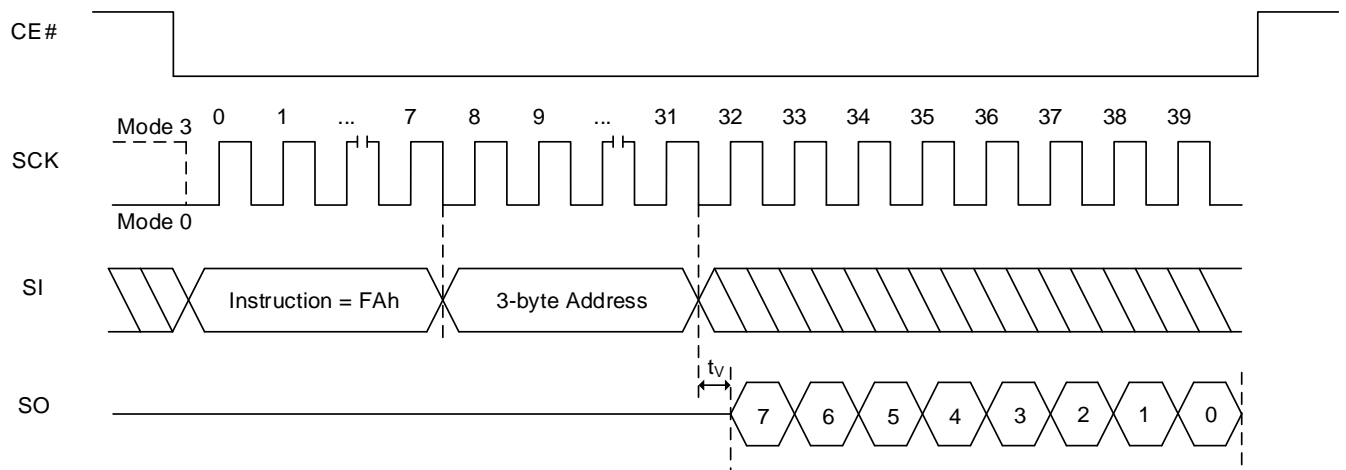 CE#
Mode 3 0 1 ... 7 8 9 ... 31 32 33 34 35 36 37 38 39
SCK
Mode 0
SI Instruction = FAh 3-byte Address
tV
SO 7 6 5 4 3 2 1 0